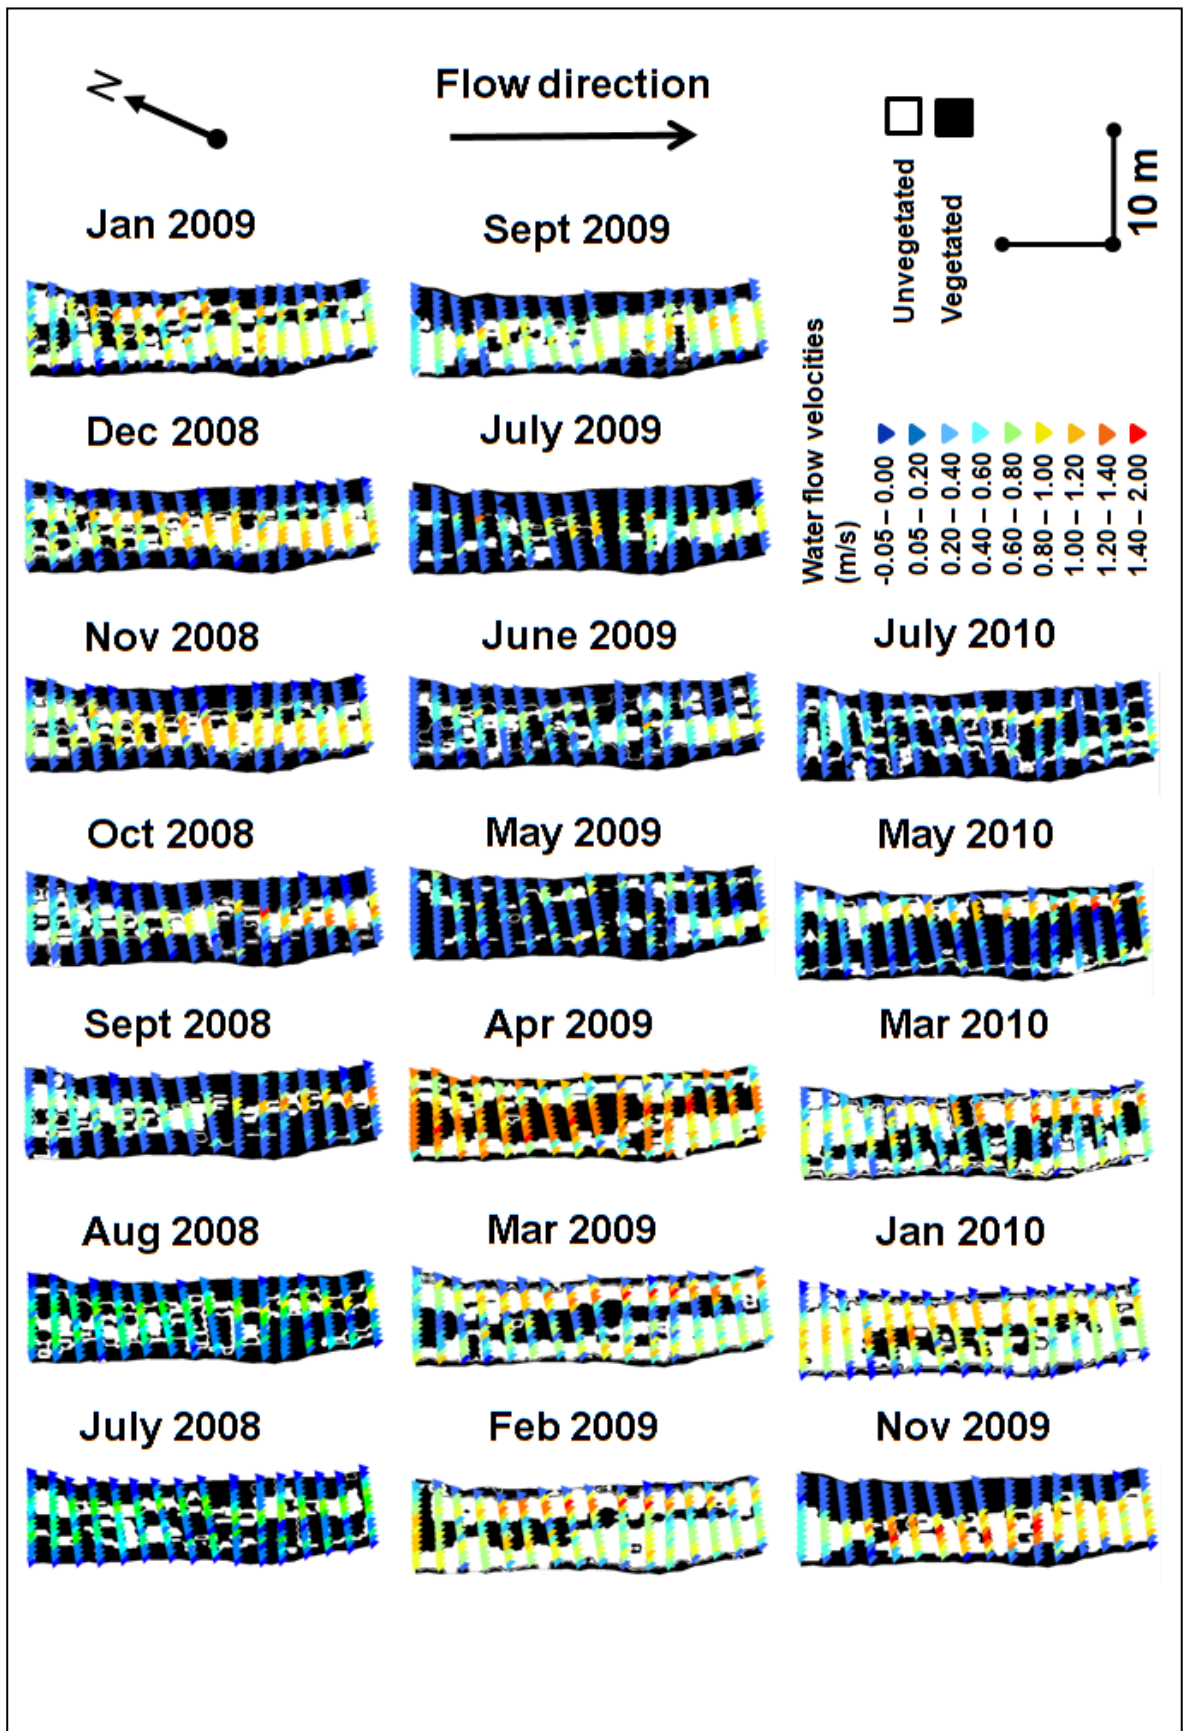 N
Flow direction
Unvegetated
Vegetated
10 m
Jan 2009
Sept 2009
Dec 2008
July 2009
Water flow velocities
(m/s)
-0.05 – 0.00
0.05 – 0.20
0.20 – 0.40
0.40 – 0.60
0.60 – 0.80
0.80 – 1.00
1.00 – 1.20
1.20 – 1.40
1.40 – 2.00
Nov 2008
June 2009
July 2010
Oct 2008
May 2009
May 2010
Sept 2008
Apr 2009
Mar 2010
Aug 2008
Mar 2009
Jan 2010
July 2008
Feb 2009
Nov 2009